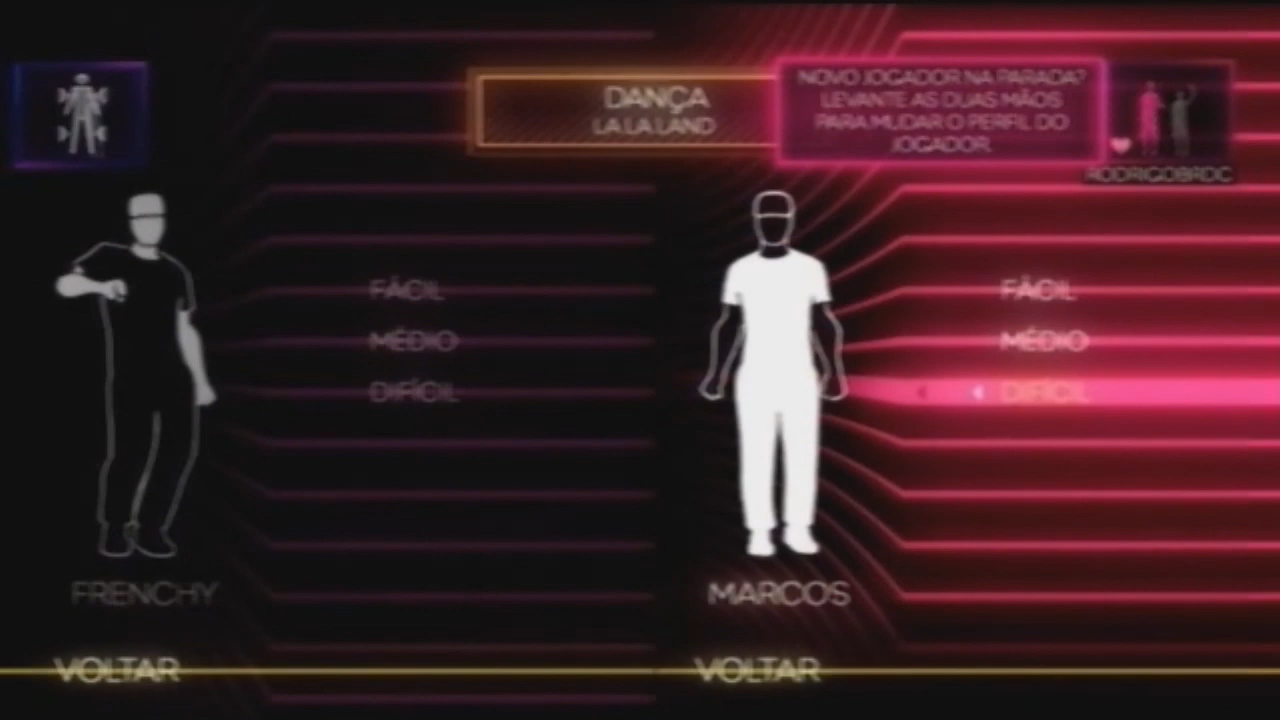 DANÇA
LA LA LAND
NOVO JOGADOR NA PARADA?
LEVANTE AS DUAS MÃOS
PARA MUDAR O PERFIL DO
JOGADOR.
RODRIGOBRDC
FÁCIL
MÉDIO
DIFÍCIL
FRENCHY
VOLTAR
FÁCIL
MÉDIO
DIFÍCIL
MARCOS
VOLTAR